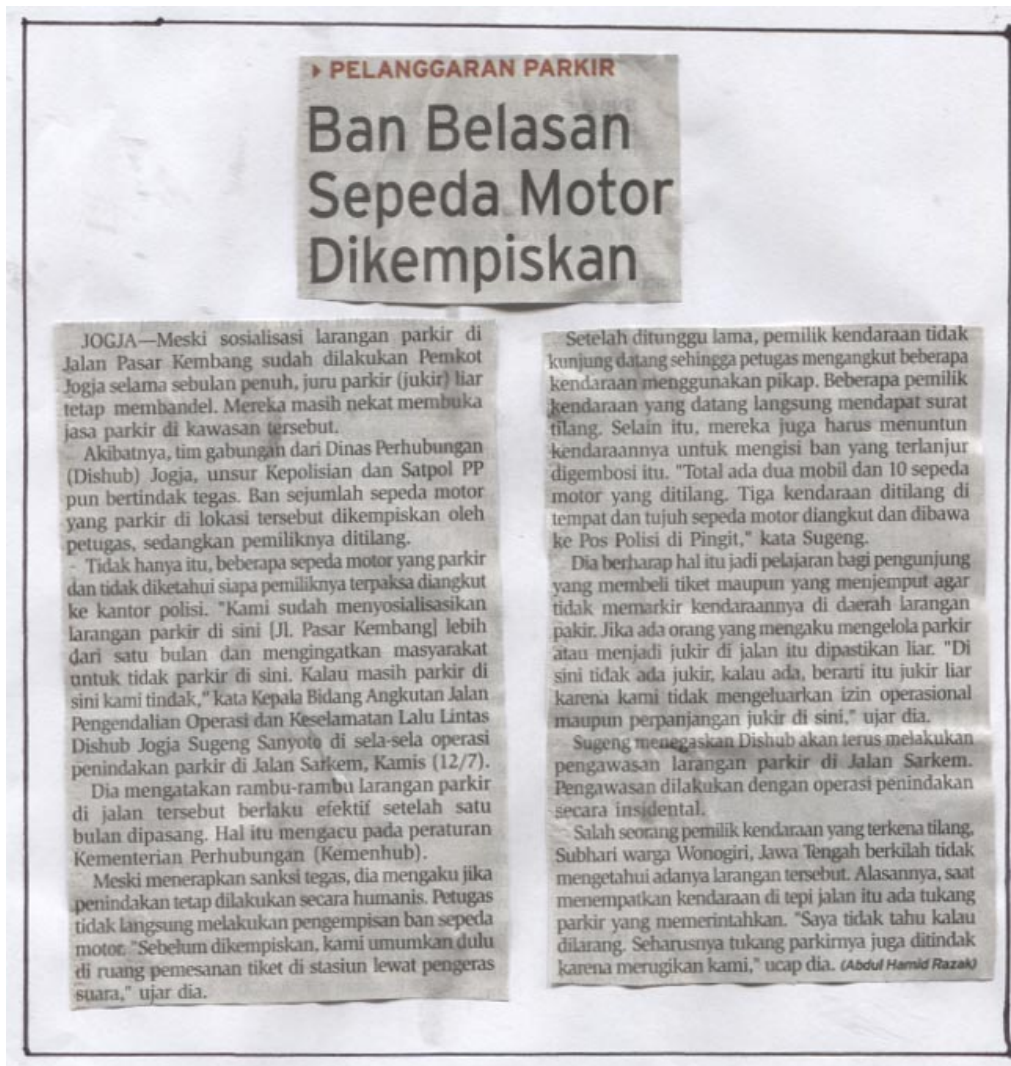 ▸ PELANGGARAN PARKIR
Ban Belasan
Sepeda Motor
Dikempiskan
JOGJA—Meski sosialisasi larangan parkir di
Jalan Pasar Kembang sudah dilakukan Pemkot
Jogja selama sebulan penuh, juru parkir (jukir) liar
tetap membandel. Mereka masih nekat membuka
jasa parkir di kawasan tersebut.
Akibatnya, tim gabungan dari Dinas Perhubungan
(Dishub) Jogja, unsur Kepolisian dan Satpol PP
pun bertindak tegas. Ban sejumlah sepeda motor
yang parkir di lokasi tersebut dikempiskan oleh
petugas, sedangkan pemiliknya ditilang.
Tidak hanya itu, beberapa sepeda motor yang parkir
dan tidak diketahui siapa pemiliknya terpaksa diangkut
ke kantor polisi. "Kami sudah menyosialisasikan
larangan parkir di sini [Jl. Pasar Kembang] lebih
dari satu bulan dan mengingatkan masyarakat
untuk tidak parkir di sini. Kalau masih parkir di
sini kami tindak," kata Kepala Bidang Angkutan Jalan
Pengendalian Operasi dan Keselamatan Lalu Lintas
Dishub Jogja Sugeng Sanyoto di sela-sela operasi
penindakan parkir di Jalan Sarkem, Kamis (12/7).
Dia mengatakan rambu-rambu larangan parkir
di jalan tersebut berlaku efektif setelah satu
bulan dipasang. Hal itu mengacu pada peraturan
Kementerian Perhubungan (Kemenhub).
Meski menerapkan sanksi tegas, dia mengaku jika
penindakan tetap dilakukan secara humanis. Petugas
tidak langsung melakukan pengempisan ban sepeda
motor. "Sebelum dikempiskan, kami umumkan dulu
di ruang pemesanan tiket di stasiun lewat pengeras
suara," ujar dia.
Setelah ditunggu lama, pemilik kendaraan tidak
kunjung datang sehingga petugas mengangkut beberapa
kendaraan menggunakan pikap. Beberapa pemilik
kendaraan yang datang langsung mendapat surat
tilang. Selain itu, mereka juga harus menuntun
kendaraannya untuk mengisi ban yang terlanjur
digembosi itu. "Total ada dua mobil dan 10 sepeda
motor yang ditilang. Tiga kendaraan ditilang di
tempat dan tujuh sepeda motor diangkut dan dibawa
ke Pos Polisi di Pingit," kata Sugeng.
Dia berharap hal itu jadi pelajaran bagi pengunjung
yang membeli tiket maupun yang menjemput agar
tidak memarkir kendaraannya di daerah larangan
pakir. Jika ada orang yang mengaku mengelola parkir
atau menjadi jukir di jalan itu dipastikan liar. "Di
sini tidak ada jukir, kalau ada, berarti itu jukir liar
karena kami tidak mengeluarkan izin operasional
maupun perpanjangan jukir di sini," ujar dia.
Sugeng menegaskan Dishub akan terus melakukan
pengawasan larangan parkir di Jalan Sarkem.
Pengawasan dilakukan dengan operasi penindakan
secara insidental.
Salah seorang pemilik kendaraan yang terkena tilang,
Subhari warga Wonogiri, Jawa Tengah berkilah tidak
mengetahui adanya larangan tersebut. Alasannya, saat
menempatkan kendaraan di tepi jalan itu ada tukang
parkir yang memerintahkan. "Saya tidak tahu kalau
dilarang. Seharusnya tukang parkirnya juga ditindak
karena merugikan kami," ucap dia. (Abdul Hamid Razak)